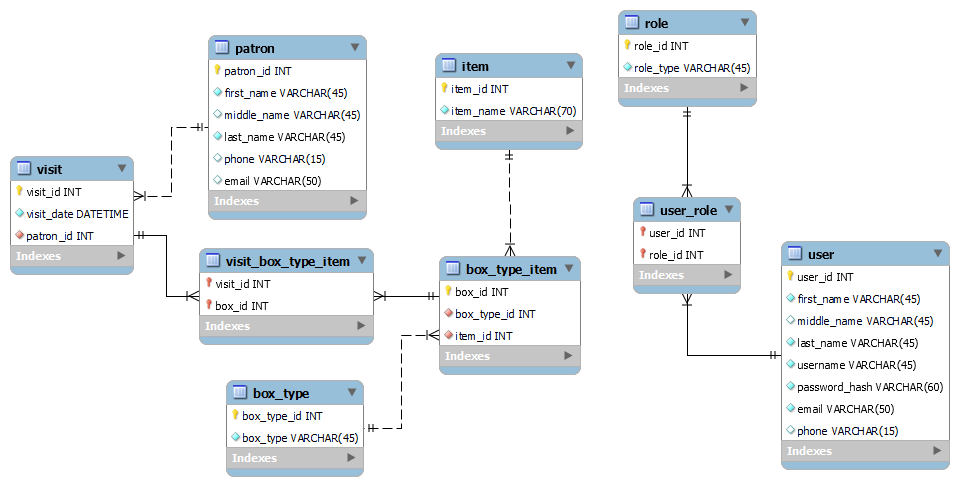 role
role_id INT
role_type VARCHAR(45)
Indexes
patron
patron_id INT
first_name VARCHAR(45)
middle_name VARCHAR(45)
last_name VARCHAR(45)
phone VARCHAR(15)
email VARCHAR(50)
Indexes
item
item_id INT
item_name VARCHAR(70)
Indexes
visit
visit_id INT
visit_date DATETIME
patron_id INT
Indexes
user_role
user_id INT
role_id INT
Indexes
visit_box_type_item
visit_id INT
box_id INT
Indexes
box_type_item
box_id INT
box_type_id INT
item_id INT
Indexes
user
user_id INT
first_name VARCHAR(45)
middle_name VARCHAR(45)
last_name VARCHAR(45)
username VARCHAR(45)
password_hash VARCHAR(60)
email VARCHAR(50)
phone VARCHAR(15)
Indexes
box_type
box_type_id INT
box_type VARCHAR(45)
Indexes